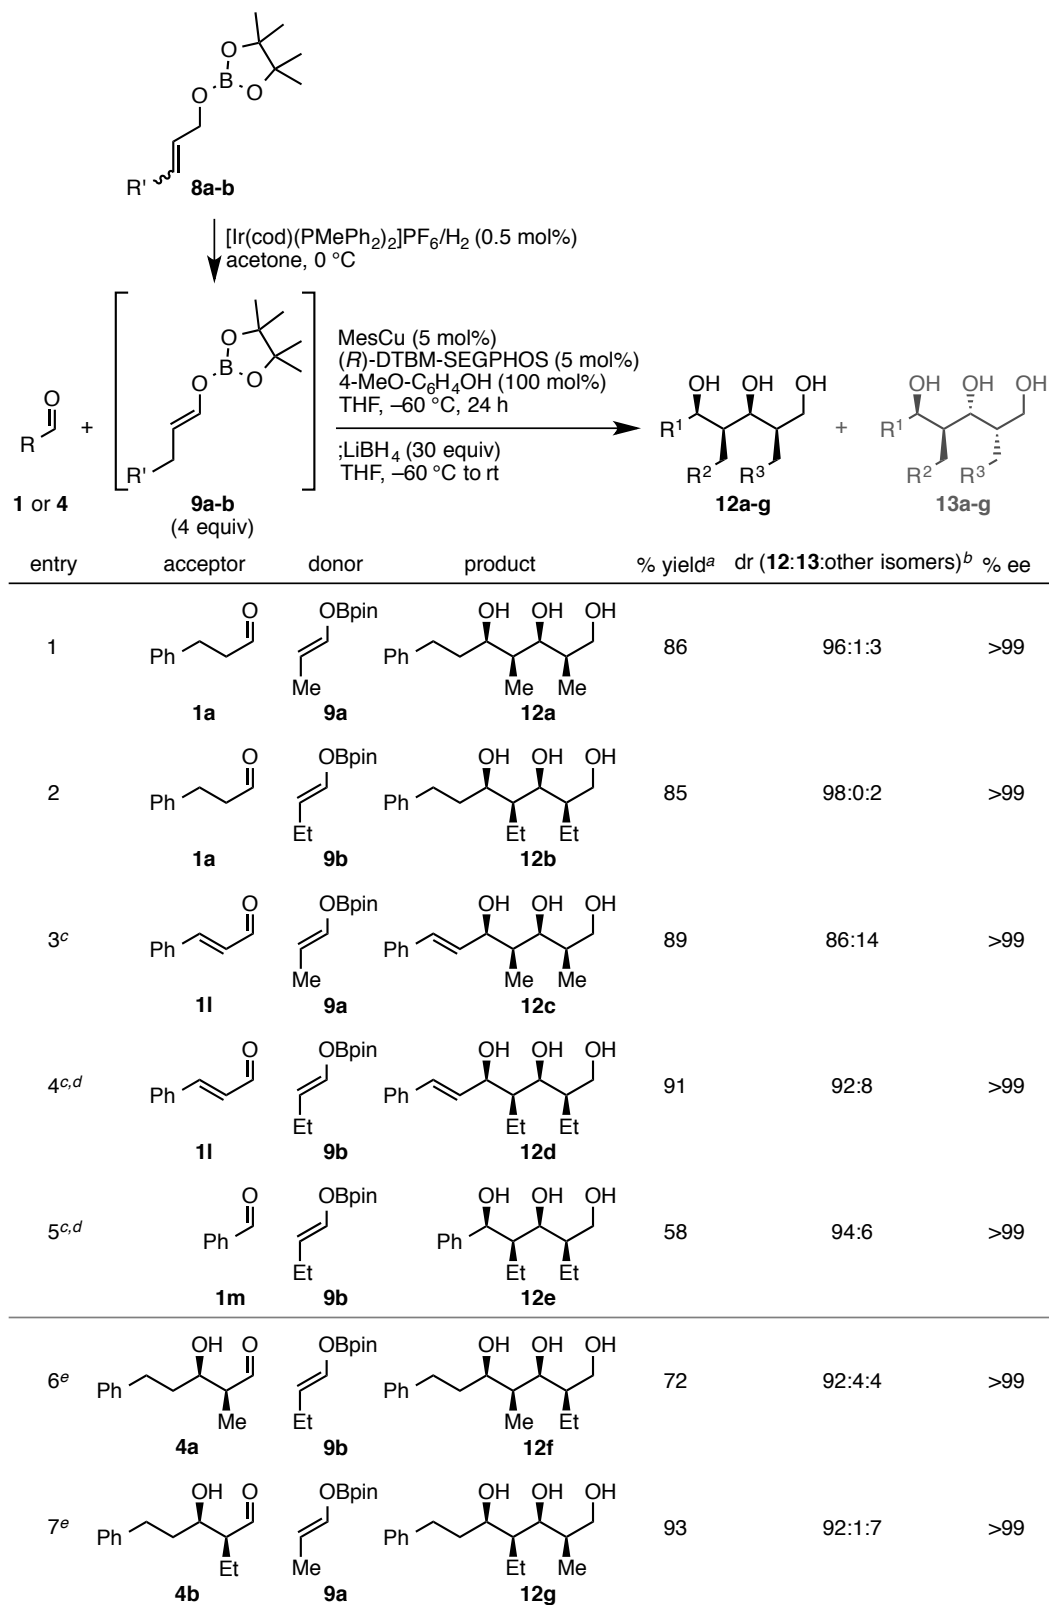 O
B
O
O
R' 8a-b
[Ir(cod)(PMePh2)2]PF6/H2 (0.5 mol%)
acetone, 0 °C
O
B
O
O
R'
O
R
+
1 or 4
9a-b
(4 equiv)
MesCu (5 mol%)
(R)-DTBM-SEGPHOS (5 mol%)
4-MeO-C6H4OH (100 mol%)
THF, –60 °C, 24 h
;LiBH4 (30 equiv)
THF, –60 °C to rt
OH OH OH
R1
R2 R3
12a-g
+
OH OH OH
R1
R2 R3
13a-g
entry acceptor donor product % yielda dr (12:13:other isomers)b % ee
O OBpin OH OH OH
1 Ph Ph 86 96:1:3 >99
Me Me Me
1a 9a 12a
O OBpin OH OH OH
2 Ph Ph 85 98:0:2 >99
Et Et Et
1a 9b 12b
O OBpin OH OH OH
3c Ph Ph 89 86:14 >99
Me Me Me
1l 9a 12c
O OBpin OH OH OH
4c,d Ph Ph 91 92:8 >99
Et Et Et
1l 9b 12d
O OBpin OH OH OH
5c,d Ph Ph 58 94:6 >99
Et Et Et
1m 9b 12e
OH O OBpin OH OH OH
6e Ph Ph 72 92:4:4 >99
Me Et Me Et
4a 9b 12f
OH O OBpin OH OH OH
7e Ph Ph 93 92:1:7 >99
Et Me Et Me
4b 9a 12g